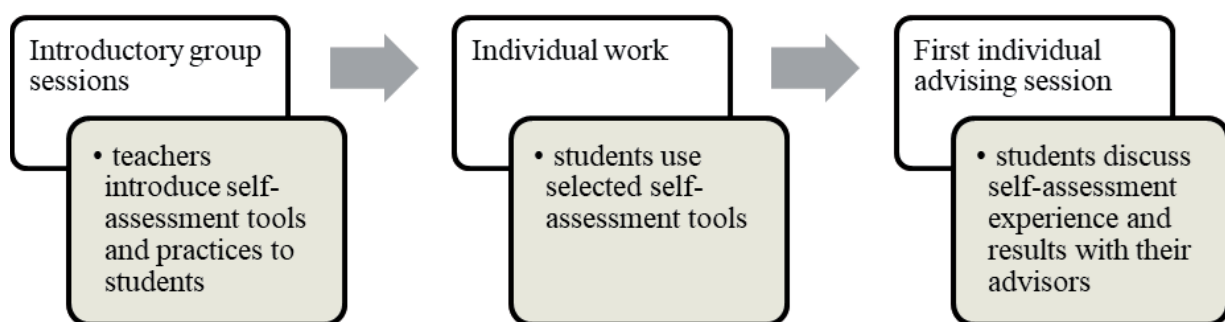 Introductory group
sessions
• teachers
introduce self-
assessment tools
and practices to
students
Individual work
• students use
selected self-
assessment tools
First individual
advising session
• students discuss
self-assessment
experience and
results with their
advisors